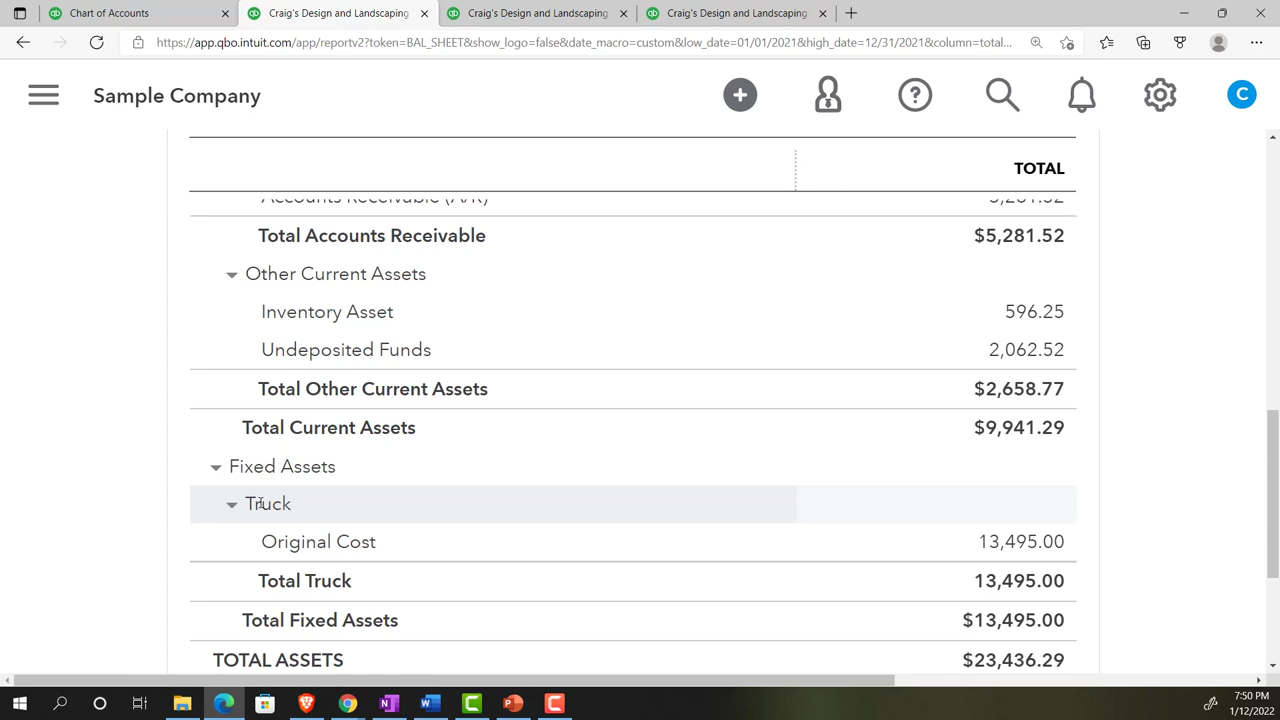 Chart of Accounts
Craig's Design and Landscaping
Craig's Design and Landscaping
Craig's Design and Landscaping
https://app.qbo.intuit.com/app/reportv2?token=BAL_SHEET&show_logo=false&date_macro=custom&low_date=01/01/2021&high_date=12/31/2021&column=total...
Sample Company
C
TOTAL
Accounts Receivable (A/R) 5,281.52
Total Accounts Receivable $5,281.52
Other Current Assets
Inventory Asset 596.25
Undeposited Funds 2,062.52
Total Other Current Assets $2,658.77
Total Current Assets $9,941.29
Fixed Assets
Truck
Original Cost 13,495.00
Total Truck 13,495.00
Total Fixed Assets $13,495.00
TOTAL ASSETS $23,436.29
7:50 PM
1/12/2022